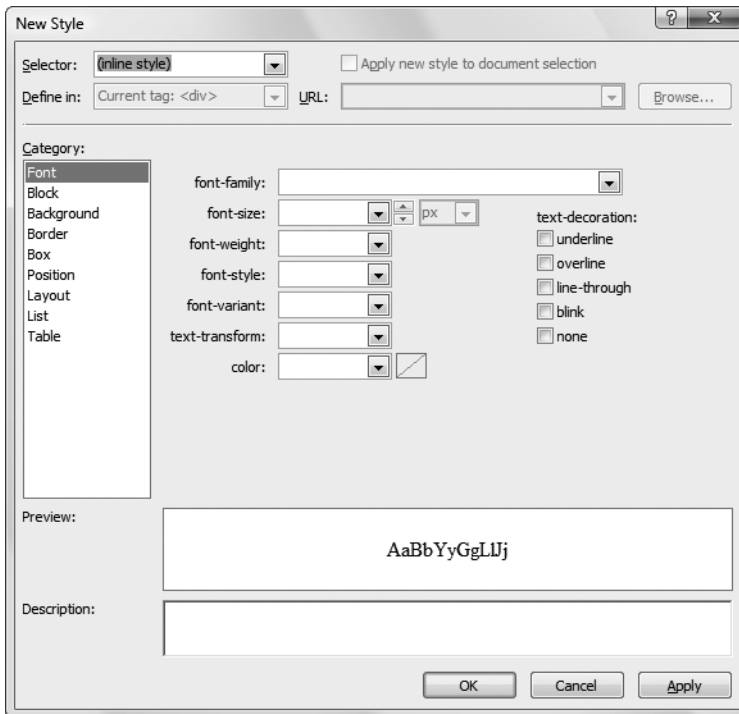 New Style
Selector: (inline style) Apply new style to document selection
Define in: Current tag: <div> URL: Browse...
Category:
Font
Block
Background
Border
Box
Position
Layout
List
Table
font-family:
font-size: px
font-weight:
font-style:
font-variant:
text-transform:
color:
text-decoration:
underline
overline
line-through
blink
none
Preview:
AaBbYyGgLlJj
Description:
OK Cancel Apply